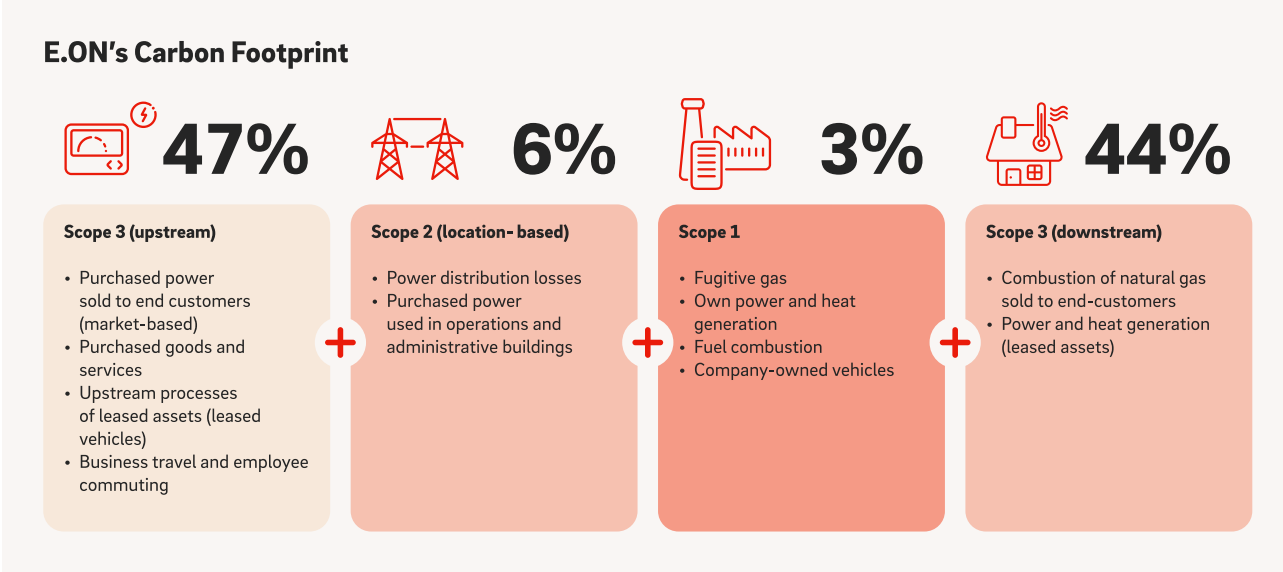 E.ON's Carbon Footprint
47%
Scope 3 (upstream)
• Purchased power
sold to end customers
(market-based)
• Purchased goods and
services
• Upstream processes
of leased assets (leased
vehicles)
• Business travel and employee
commuting
+
6%
Scope 2 (location- based)
• Power distribution losses
• Purchased power
used in operations and
administrative buildings
+
3%
Scope 1
• Fugitive gas
• Own power and heat
generation
• Fuel combustion
• Company-owned vehicles
+
44%
Scope 3 (downstream)
• Combustion of natural gas
sold to end-customers
• Power and heat generation
(leased assets)